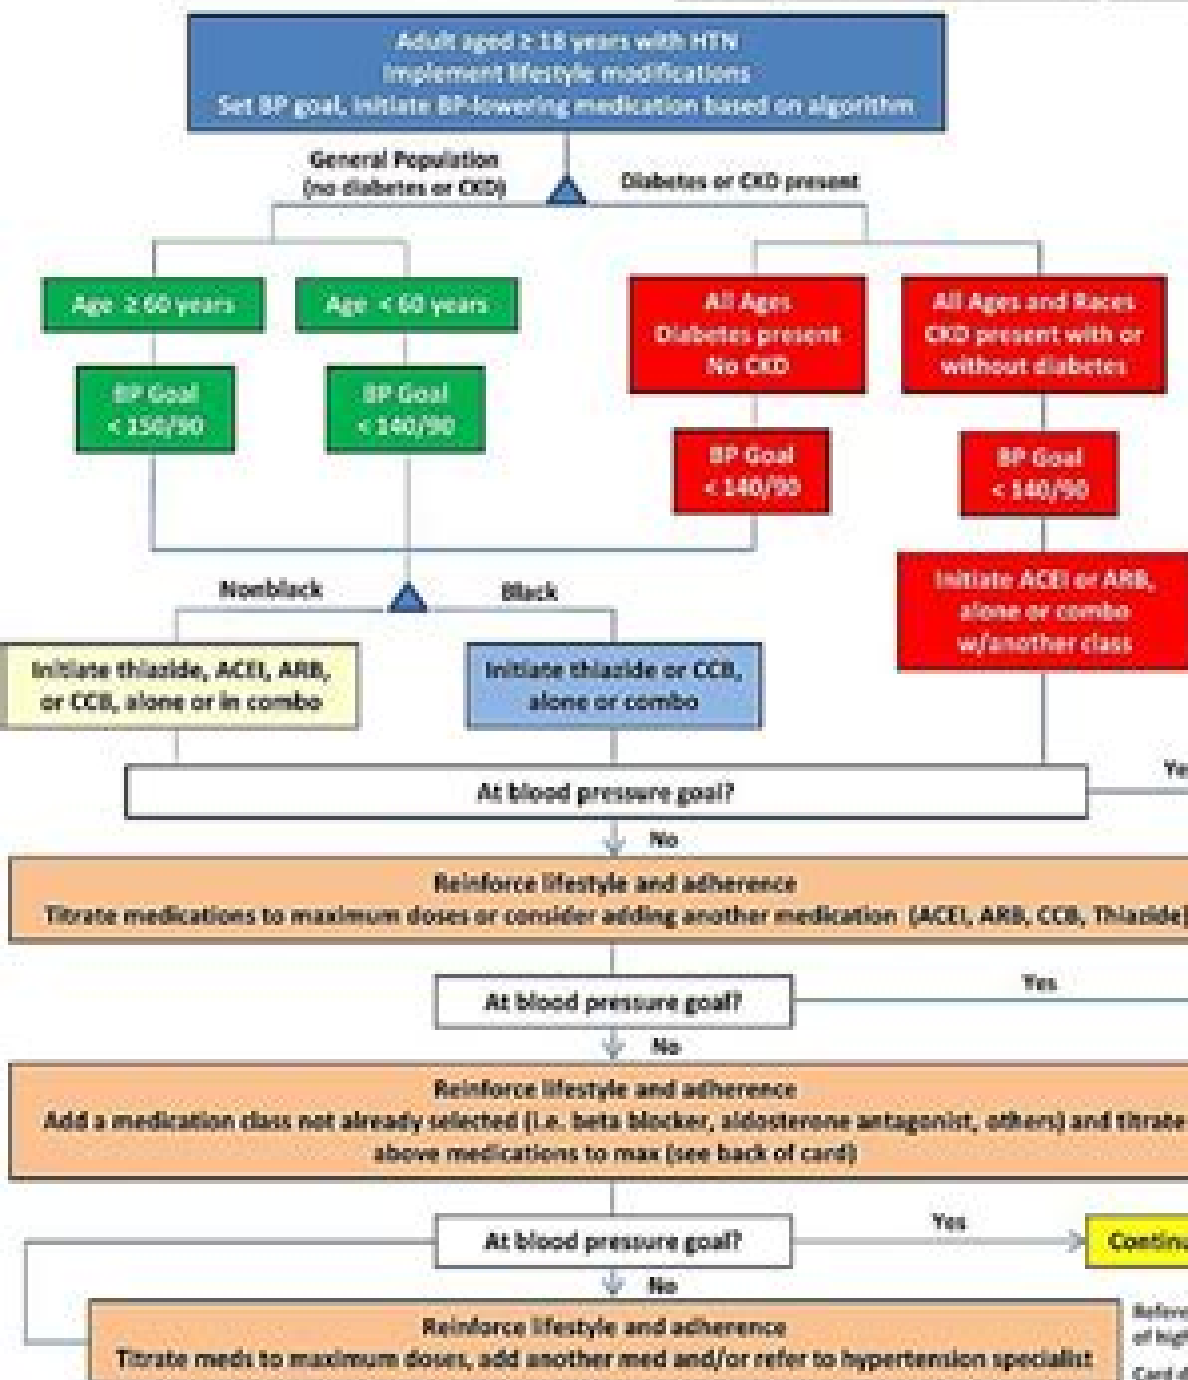 Adult aged ≥ 18 years with HTN
Implement lifestyle modifications
Set BP goal, initiate BP-lowering medication based on algorithm
General Population
(no diabetes or CKD)
Diabetes or CKD present
Age ≥ 60 years
Age < 60 years
All Ages
Diabetes present
No CKD
All Ages and Races
CKD present with or
without diabetes
BP Goal
< 150/90
BP Goal
< 140/90
BP Goal
< 140/90
BP Goal
< 140/90
Nonblack
Black
Initiate thiazide, ACEI, ARB,
or CCB, alone or in combo
Initiate thiazide or CCB,
alone or combo
Initiate ACEI or ARB,
alone or combo
w/another class
At blood pressure goal?
Ye
No
Reinforce lifestyle and adherence
Titrate medications to maximum doses or consider adding another medication (ACEI, ARB, CCB, Thiazide)
At blood pressure goal?
Yes
No
Reinforce lifestyle and adherence
Add a medication class not already selected (i.e. beta blocker, aldosterone antagonist, others) and titrate
above medications to max (see back of card)
At blood pressure goal?
Yes
Continu
No
Reinforce lifestyle and adherence
Titrate meds to maximum doses, add another med and/or refer to hypertension specialist
Refere
of high
Card d